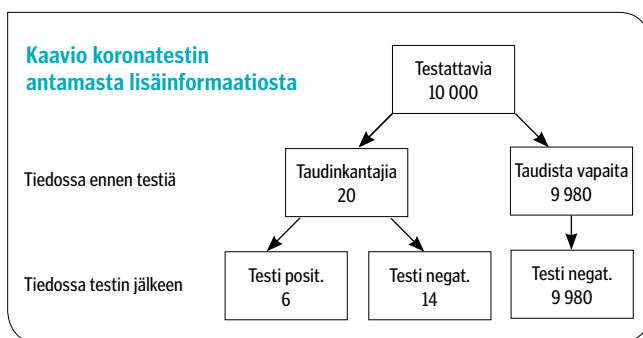 Kaavio koronatestin
antamasta lisäinformaatiosta
Testattavia
10 000
Tiedossa ennen testiä
Taudinkantajia
20
Taudista vapaita
9 980
Tiedossa testin jälkeen
Testi posit.
6
Testi negat.
14
Testi negat.
9 980